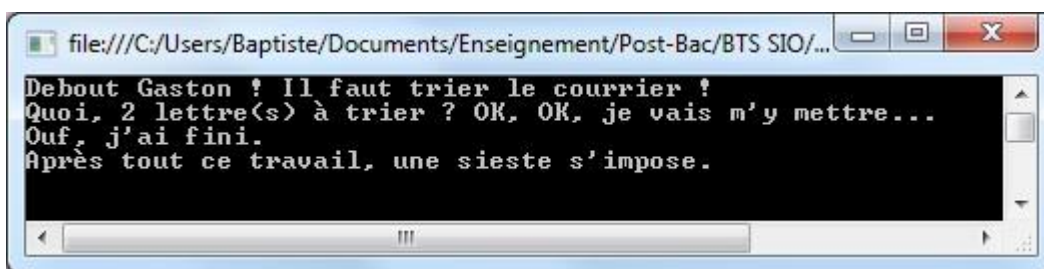 file:///C:/Users/Baptiste/Documents/Enseignement/Post-Bac/BTS SIO/...
Debout Gaston ! Il faut trier le courrier !
Quoi, 2 lettre(s) à trier ? OK, OK, je vais m'y mettre...
Ouf, j'ai fini.
Après tout ce travail, une sieste s'impose.